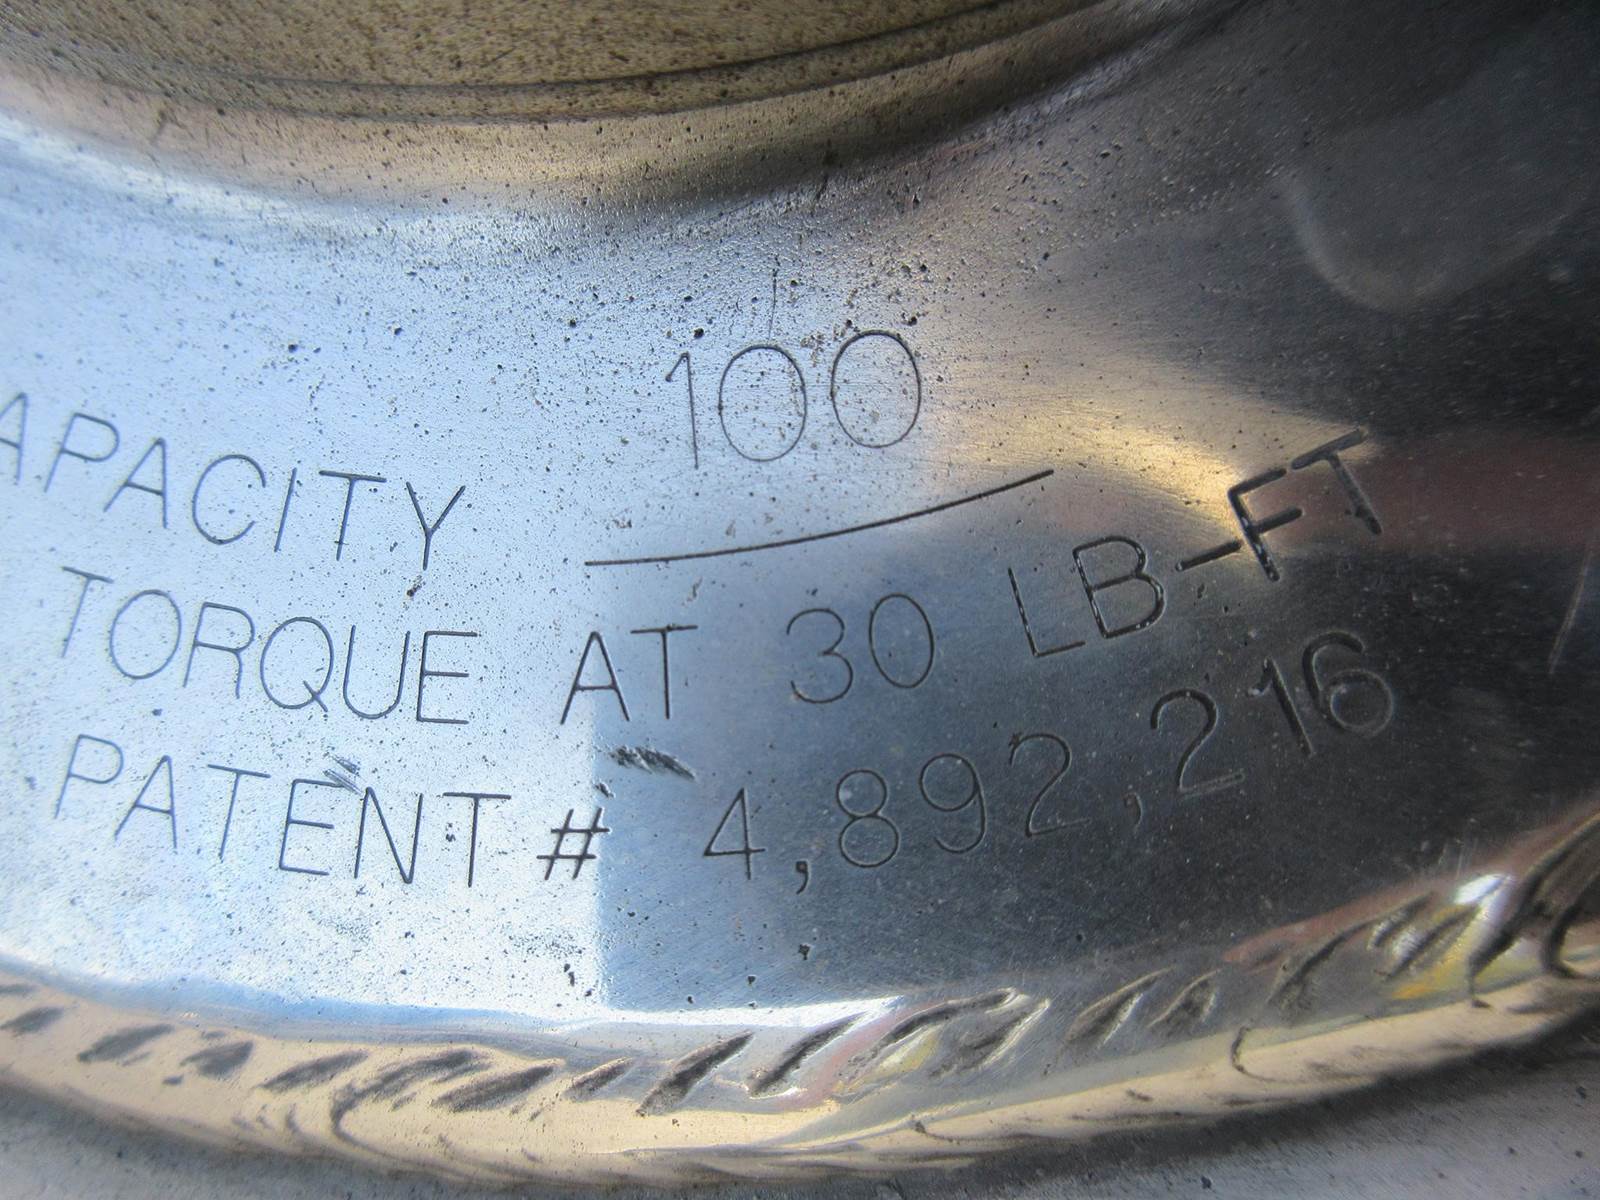 APACITY 100
TORQUE AT 30 LB-FT
PATENT # 4,892,216